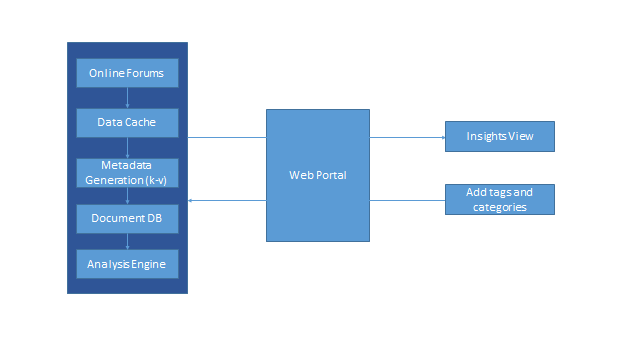 Online Forums
Data Cache
Metadata
Generation (k-v)
Document DB
Analysis Engine
Web Portal
Insights View
Add tags and
categories